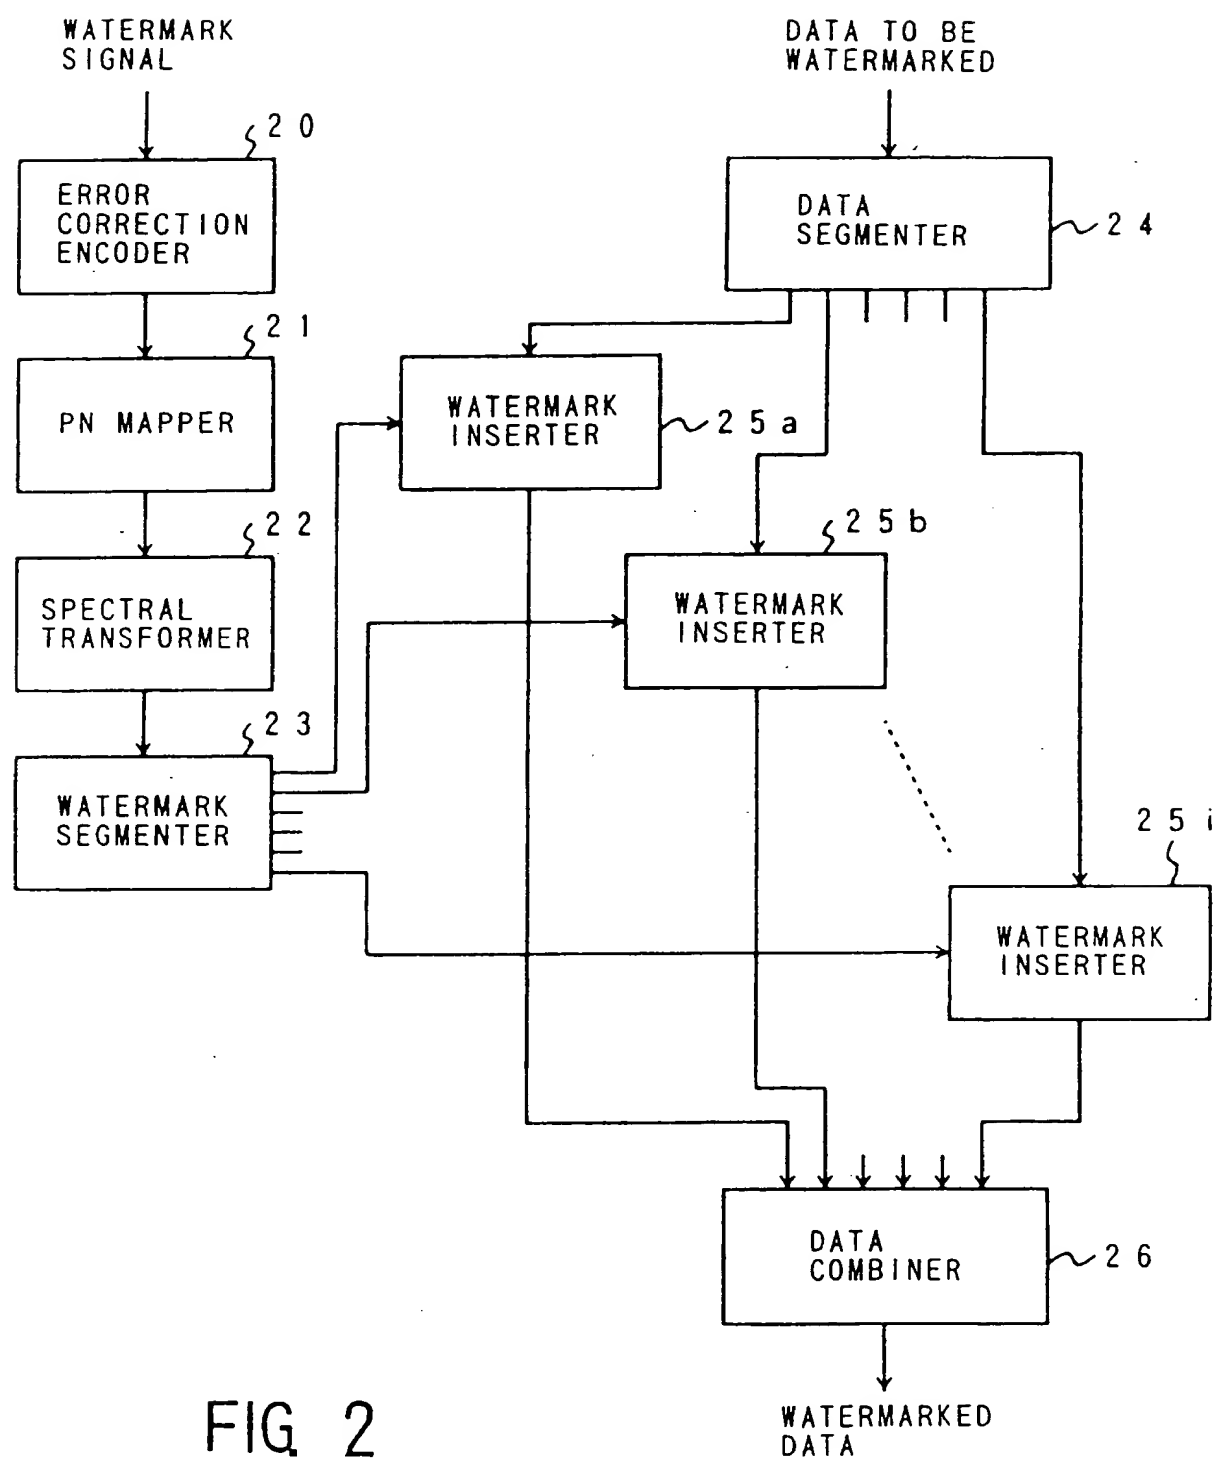 WATERMARK
SIGNAL
DATA TO BE
WATERMARKED
20
ERROR
CORRECTION
ENCODER
DATA
SEGMENTER
24
21
PN MAPPER
WATERMARK
INSERTER
25a
22
SPECTRAL
TRANSFORMER
25b
WATERMARK
INSERTER
23
WATERMARK
SEGMENTER
25i
WATERMARK
INSERTER
DATA
COMBINER
26
WATERMARKED
DATA
FIG. 2